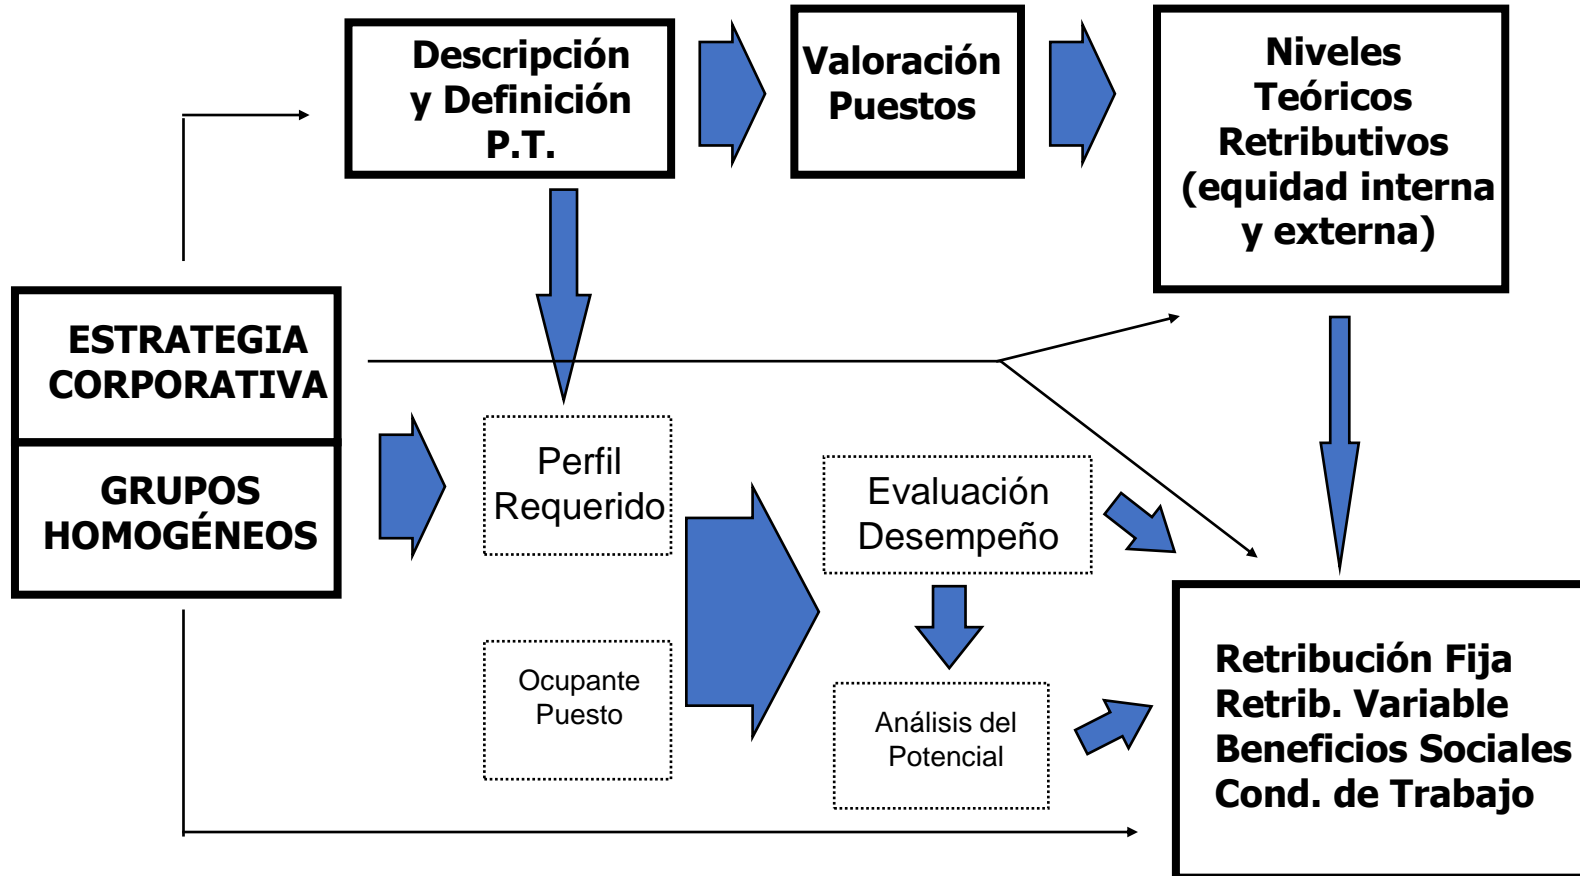 Descripción
y Definición
P.T.
Valoración
Puestos
Niveles
Teóricos
Retributivos
(equidad interna
y externa)
ESTRATEGIA
CORPORATIVA
GRUPOS
HOMOGÉNEOS
Perfil
Requerido
Ocupante
Puesto
Evaluación
Desempeño
Análisis del
Potencial
Retribución Fija
Retrib. Variable
Beneficios Sociales
Cond. de Trabajo